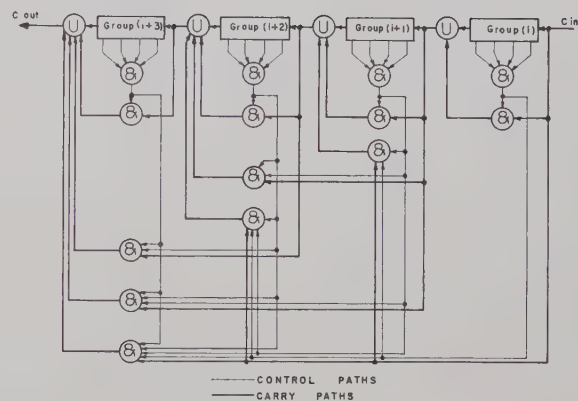 C out
U
Group (i+3)
U
Group (i+2)
U
Group (i+1)
U
Group (i)
C in
&
&
&
&
&
&
&
&
&
&
&
&
&
&
CONTROL PATHS
CARRY PATHS